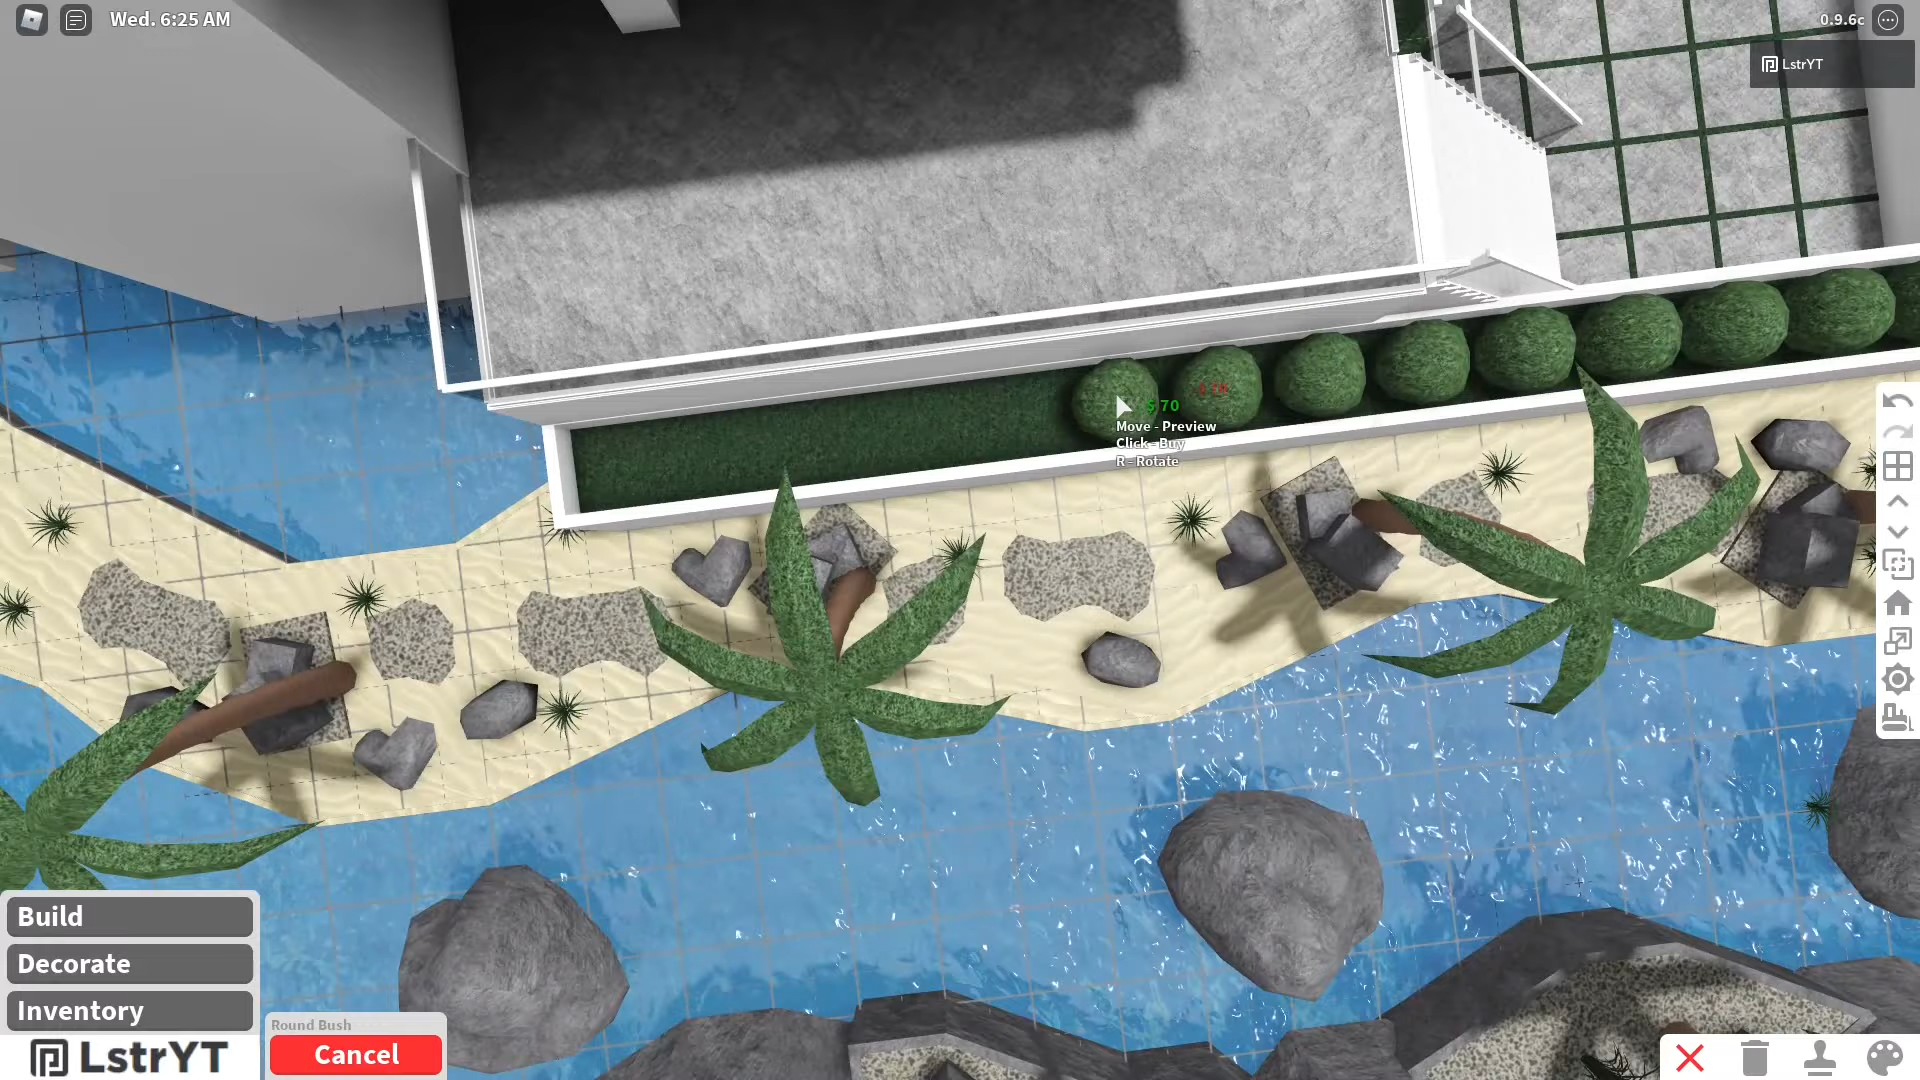 Wed. 6:25 AM
0.9.6c
LstrYT
$ 70
Move - Preview
Click - Buy
R - Rotate
Build
Decorate
Inventory
Round Bush
Cancel
LstrYT